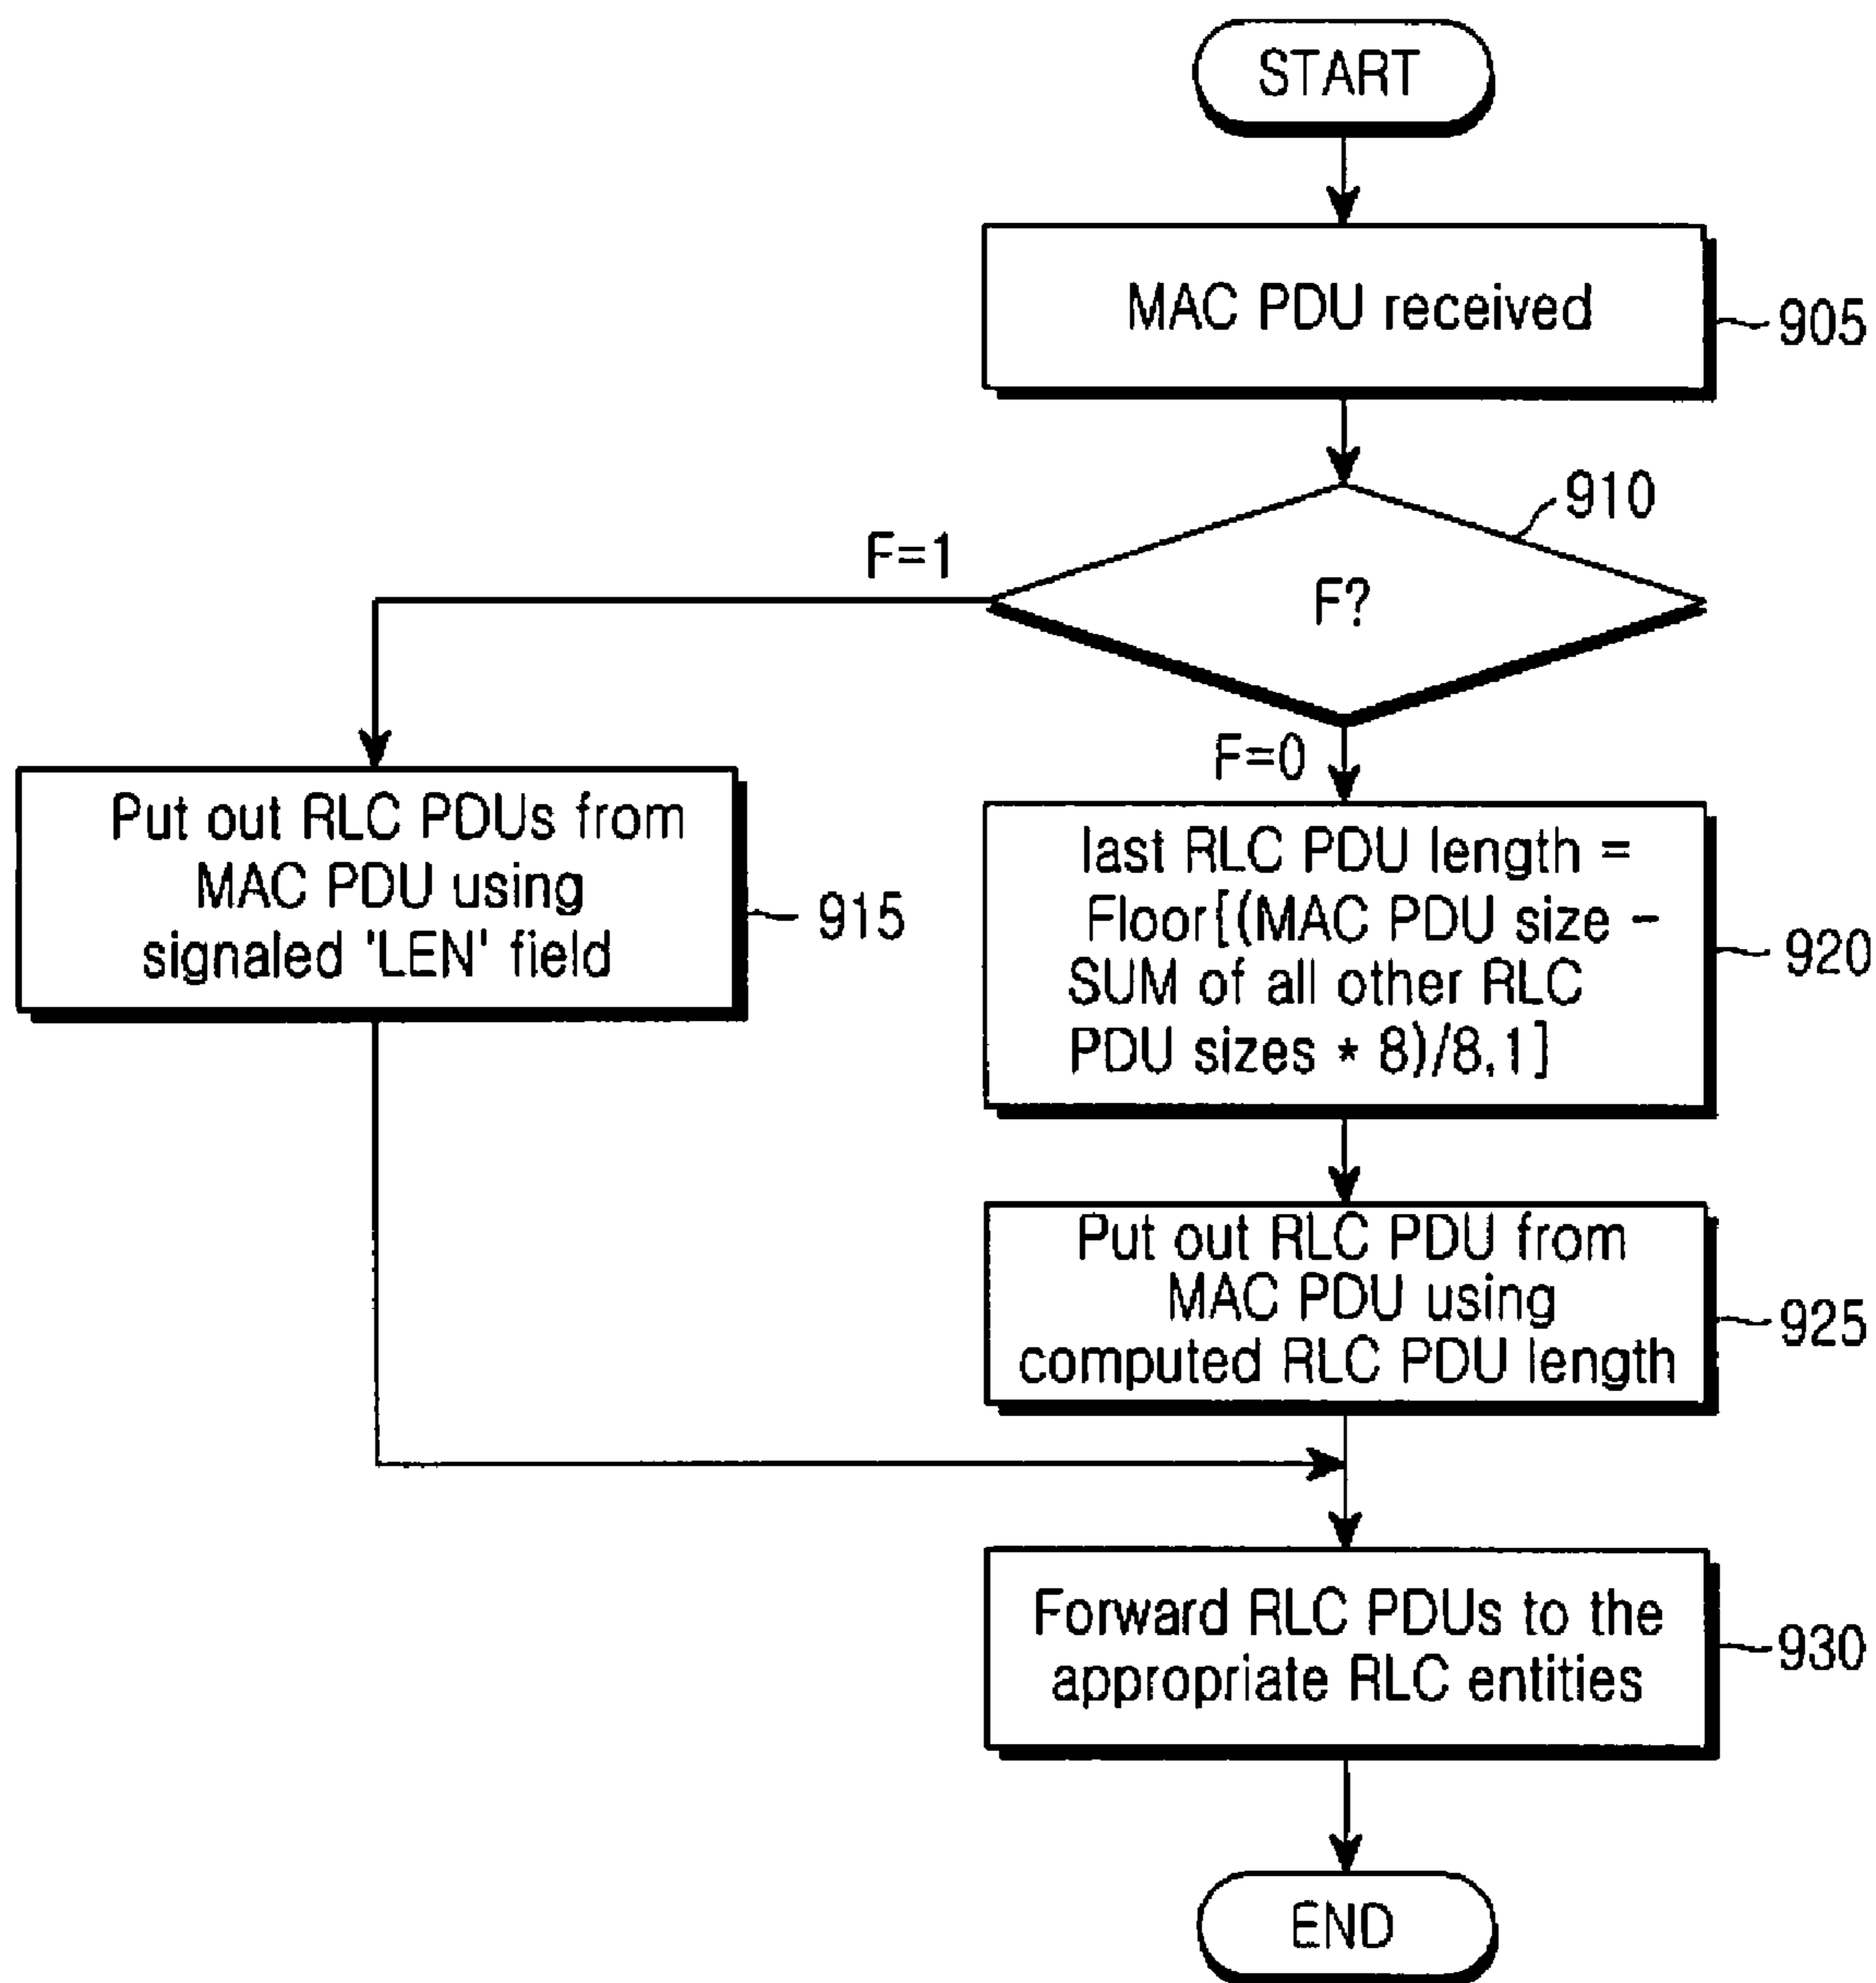 START
MAC PDU received
905
910
F=1
F?
F=0
Put out RLC PDUs from
MAC PDU using
signaled 'LEN' field
915
last RLC PDU length =
Floor[(MAC PDU size -
SUM of all other RLC
PDU sizes * 8)/8,1]
920
Put out RLC PDU from
MAC PDU using
computed RLC PDU length
925
Forward RLC PDUs to the
appropriate RLC entities
930
END